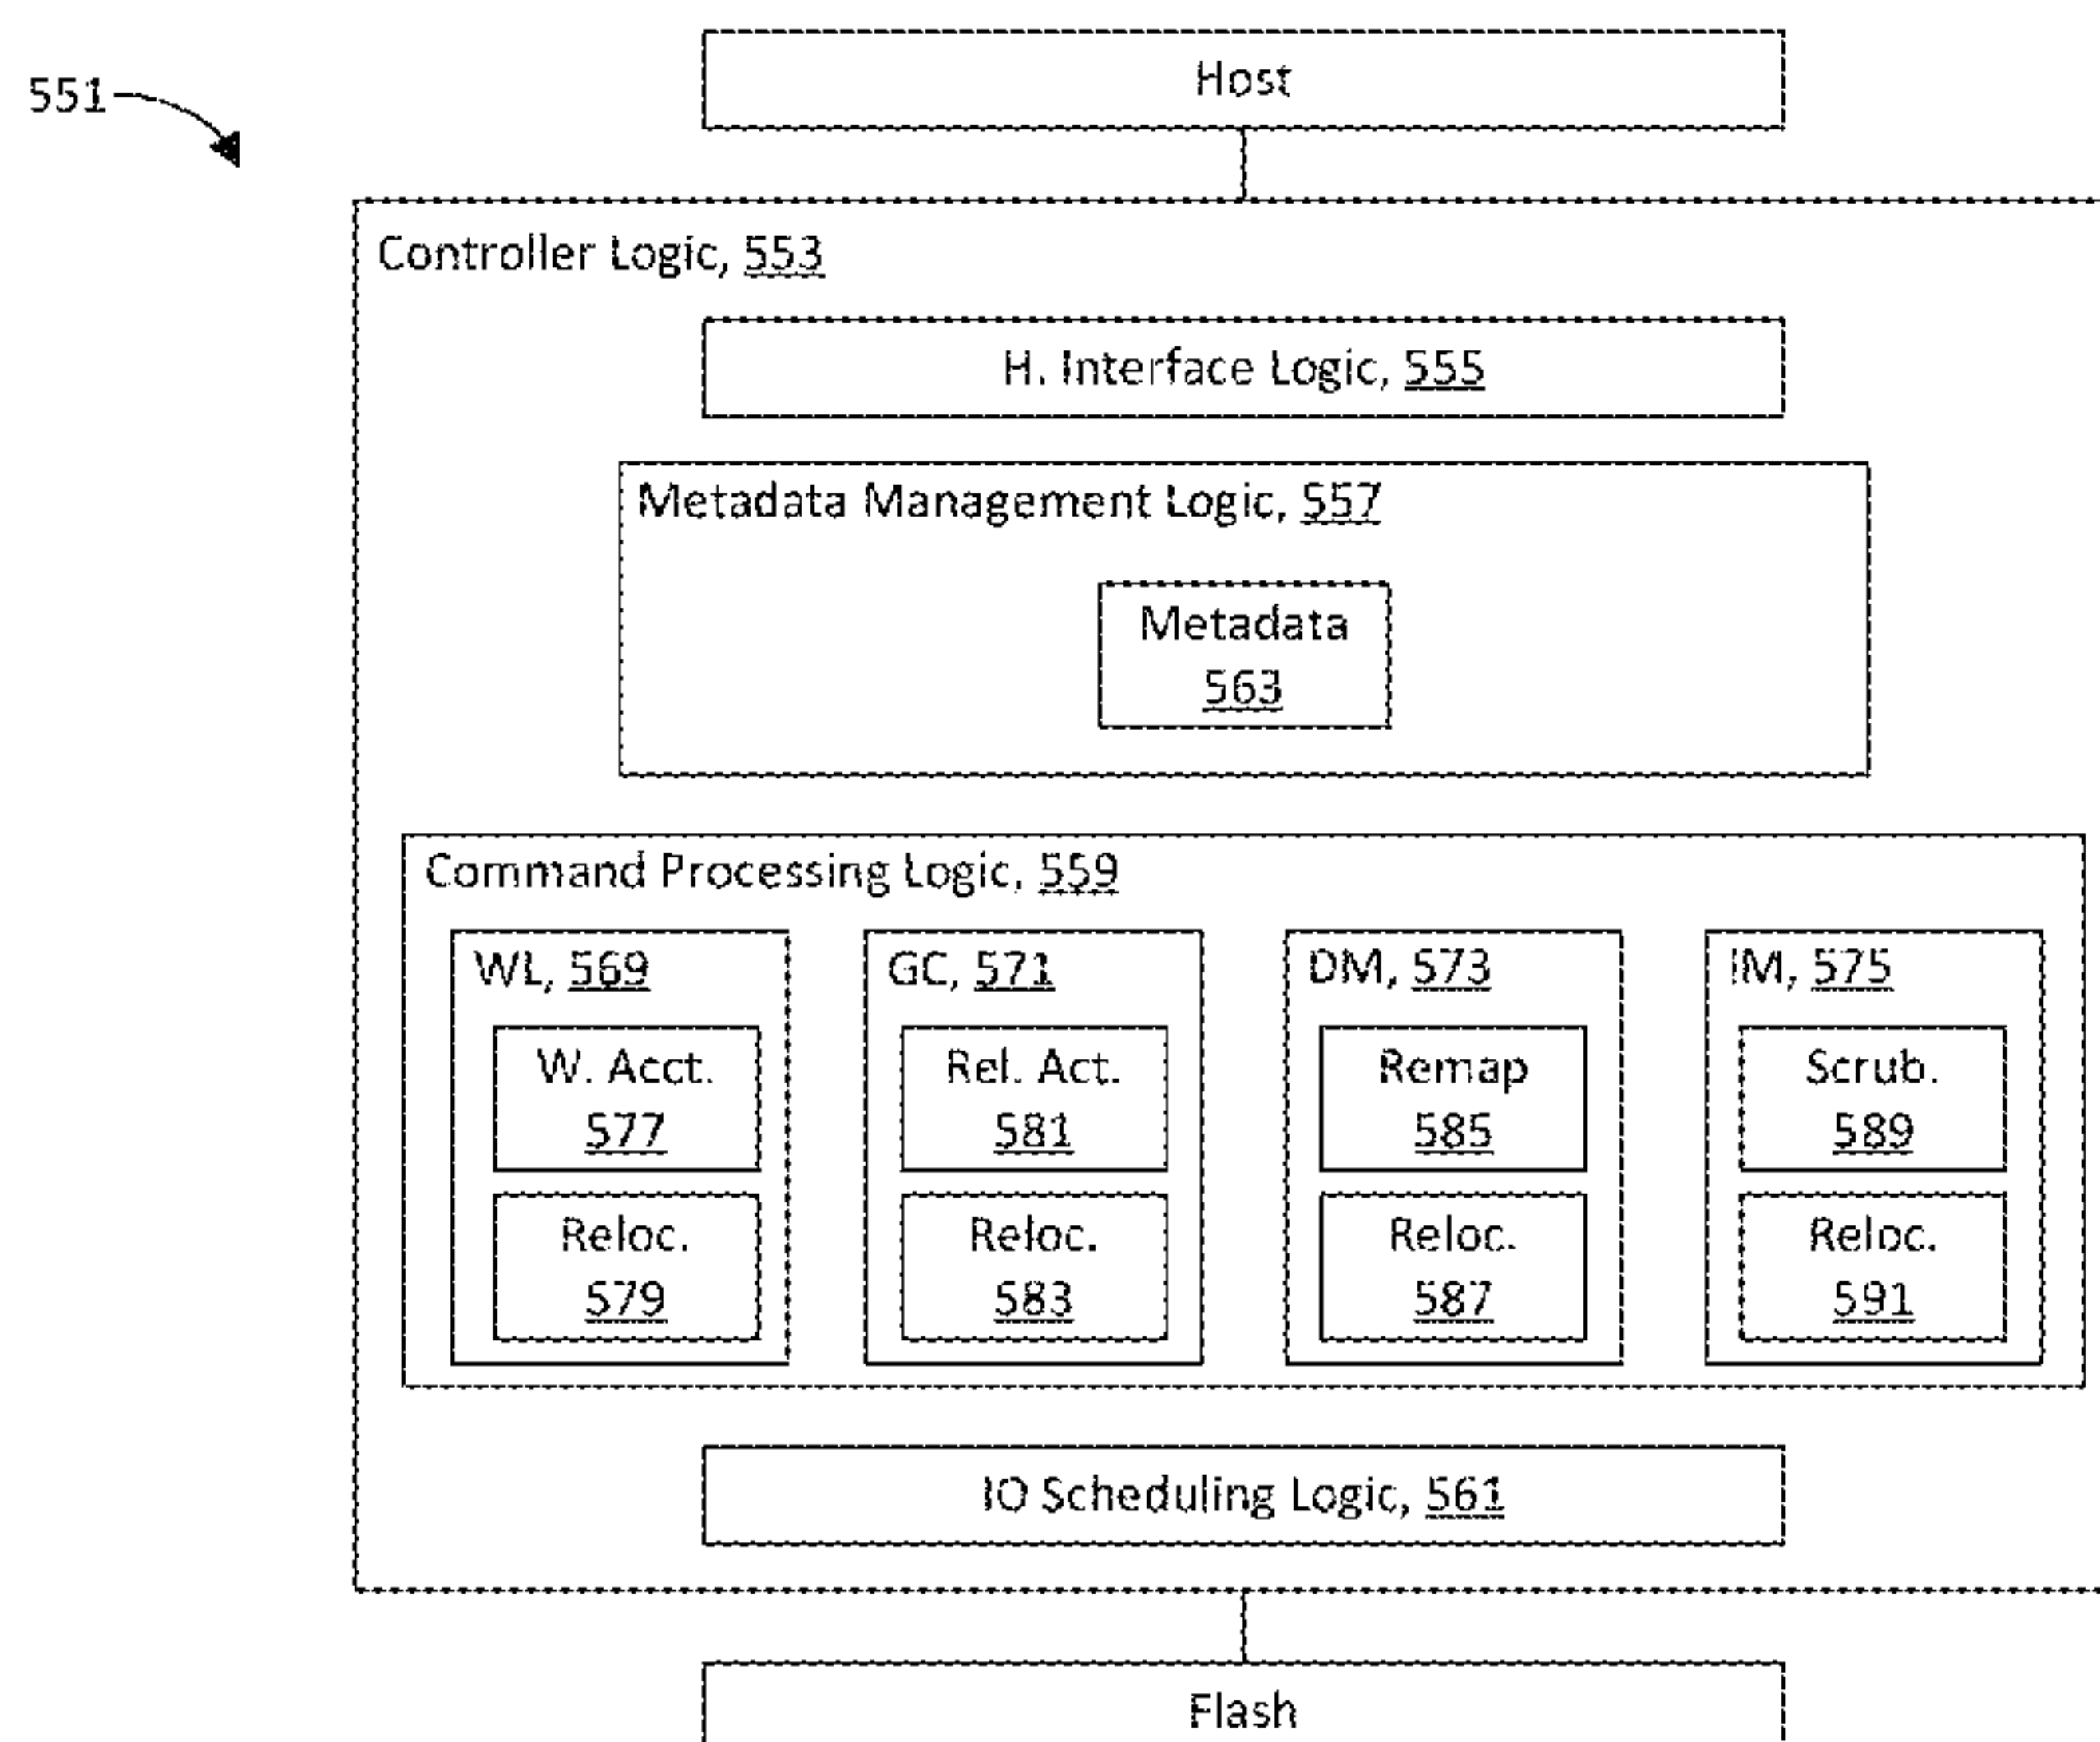 Host
551
Controller Logic, 553
H. Interface Logic, 555
Metadata Management Logic, 557
Metadata
563
Command Processing Logic, 559
WL, 569
GC, 571
DM, 573
IM, 575
W. Acct.
577
Rel. Act.
581
Remap
585
Scrub.
589
Reloc.
579
Reloc.
583
Reloc.
587
Reloc.
591
IO Scheduling Logic, 561
Flash